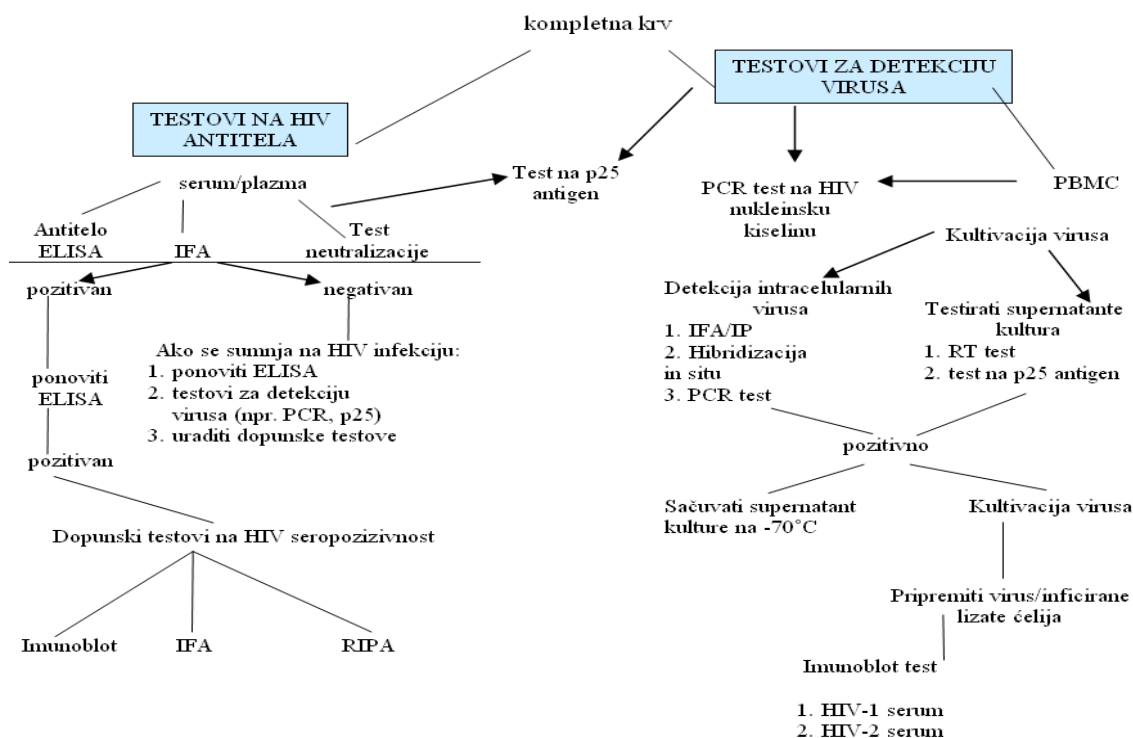 kompletna krv
TESTOVI ZA DETEKCIJU
VIRUSA
TESTOVI NA HIV
ANTITELA
serum/plazma
Test na p25
antigen
PCR test na HIV
nukleinsku
kiselinu
PBMC
Antitelo
ELISA
IFA
Test
neutralizacije
Kultivacija virusa
pozitivan
negativan
Detekcija intracelularnih
virusa
1. IFA/IP
2. Hibridizacija
in situ
3. PCR test
Testirati supernatante
kultura
1. RT test
2. test na p25 antigen
ponoviti
ELISA
Ako se sumnja na HIV infekciju:
1. ponoviti ELISA
2. testovi za detekciju
virusa (npr. PCR, p25)
3. uraditi dopunske testove
pozitivan
pozitivno
Sačuvati supernatant
kulture na -70°C
Kultivacija virusa
Dopunski testovi na HIV seropozizivnost
Pripremiti virus/inficirane
lizate ćelija
Imunoblot
IFA
RIPA
Imunoblot test
1. HIV-1 serum
2. HIV-2 serum